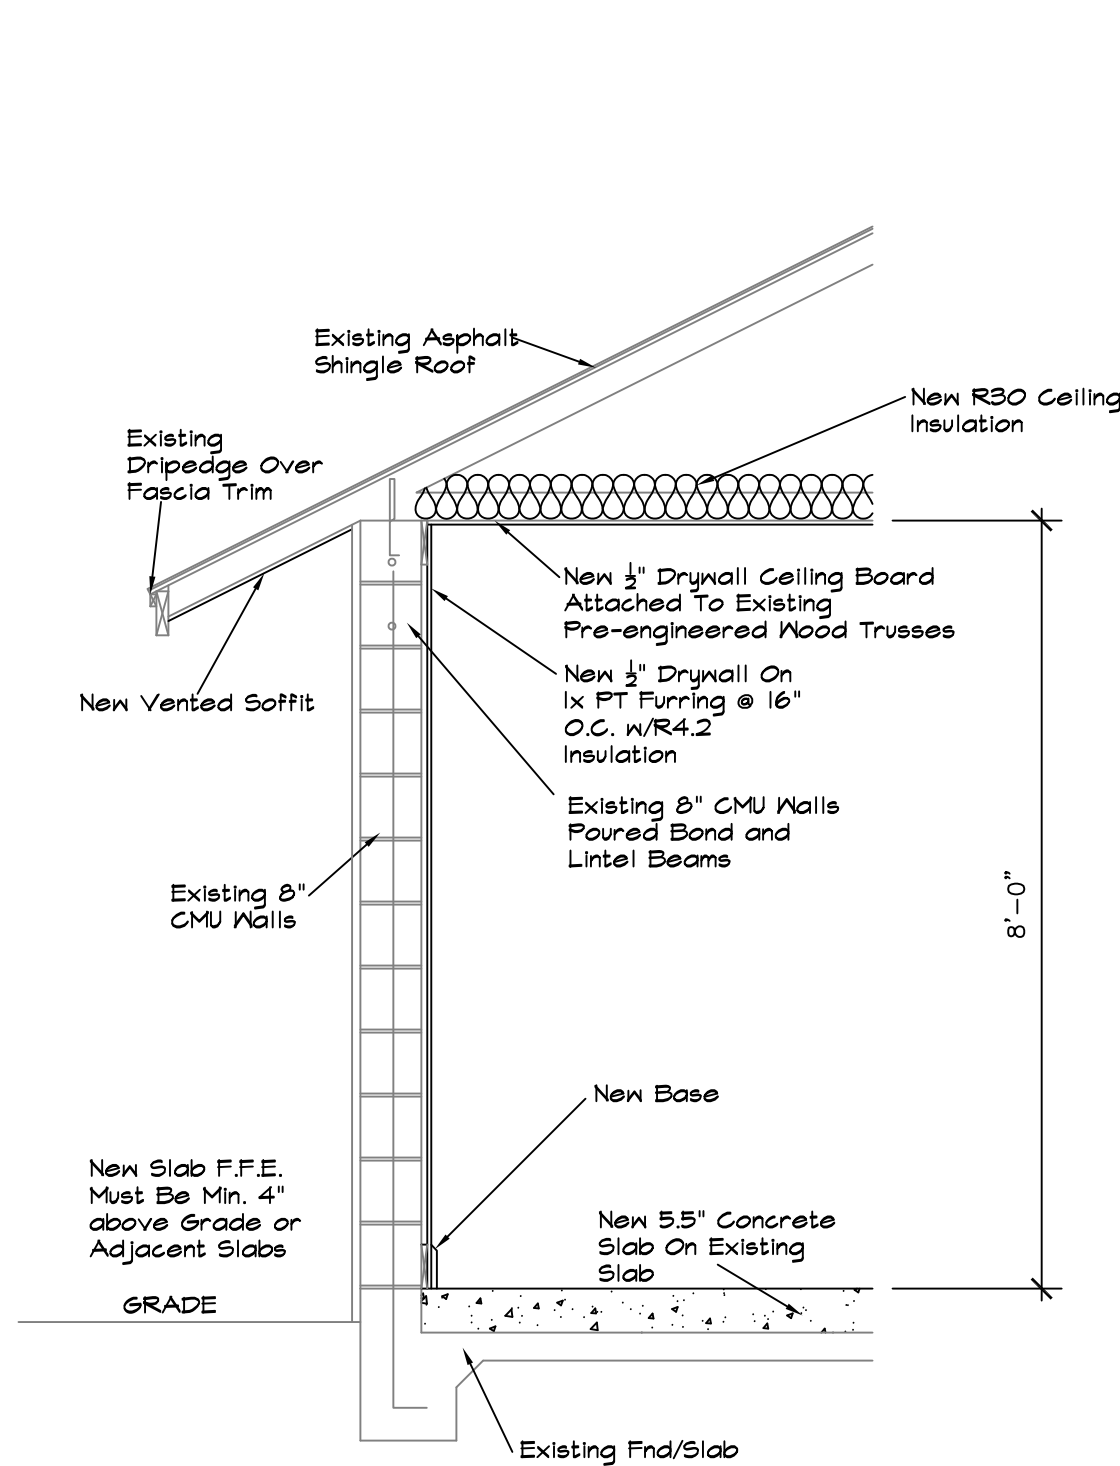 Existing Asphalt
Shingle Roof
New R30 Ceiling
Insulation
Existing
Dripedge Over
Fascia Trim
New ½" Drywall Ceiling Board
Attached To Existing
Pre-engineered Wood Trusses
New ½" Drywall On
1x PT Furring @ 16"
O.C. w/R4.2
Insulation
New Vented Soffit
Existing 8" CMU Walls
Poured Bond and
Lintel Beams
Existing 8"
CMU Walls
8'-0"
New Base
New Slab F.F.E.
Must Be Min. 4"
above Grade or
Adjacent Slabs
New 5.5" Concrete
Slab On Existing
Slab
GRADE
Existing Fnd/Slab